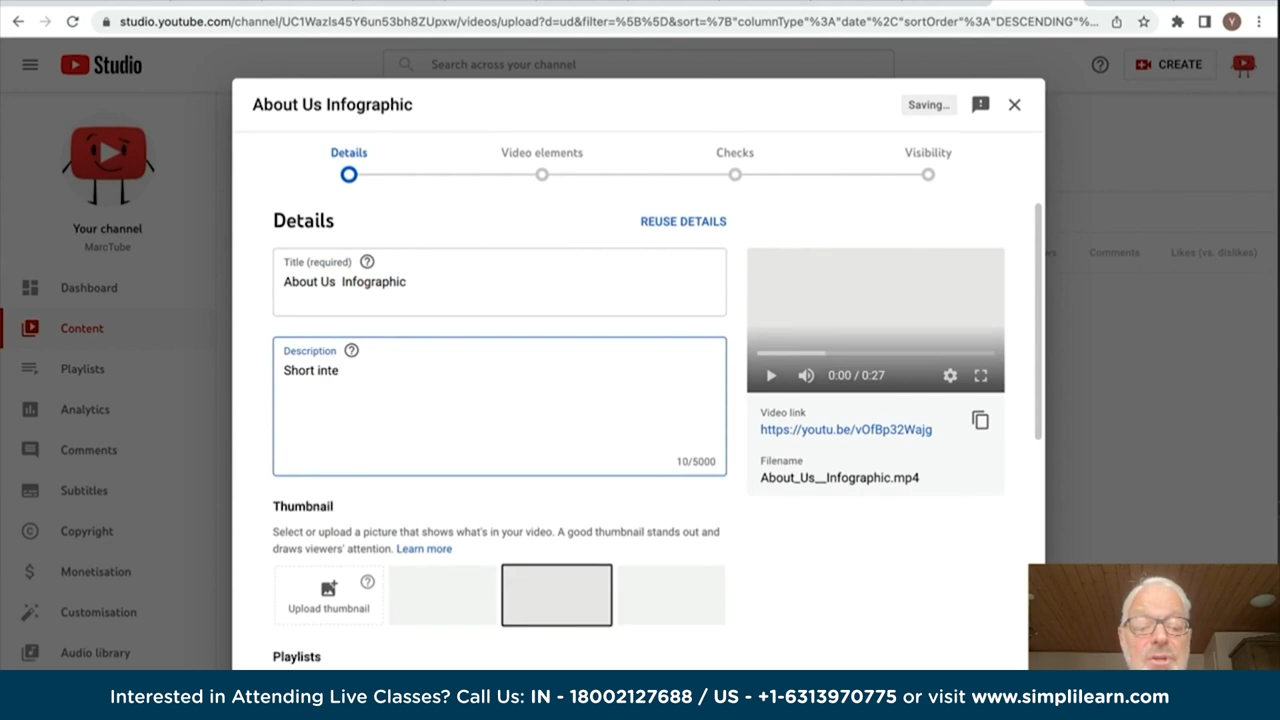 studio.youtube.com/channel/UC1WazIs45Y6un53bh8ZUpxw/videos/upload?d=ud&filter=%5B%5D&sort=%7B"columnType"%3A"date"%2C"sortOrder"%3A"DESCENDING"%...
Y
Studio
Search across your channel
CREATE
About Us Infographic
Saving...
Details
Video elements
Checks
Visibility
Details
REUSE DETAILS
Title (required)
About Us  Infographic
Description
Short inte
10/5000
0:00 / 0:27
Video link
https://youtu.be/vOfBp32Wajg
Filename
About_Us__Infographic.mp4
Thumbnail
Select or upload a picture that shows what's in your video. A good thumbnail stands out and
draws viewers' attention. Learn more
Upload thumbnail
Playlists
Your channel
MarcTube
Dashboard
Content
Playlists
Analytics
Comments
Subtitles
Copyright
Monetisation
Customisation
Audio library
Comments
Likes (vs. dislikes)
Interested in Attending Live Classes? Call Us: IN - 18002127688 / US - +1-6313970775 or visit www.simplilearn.com